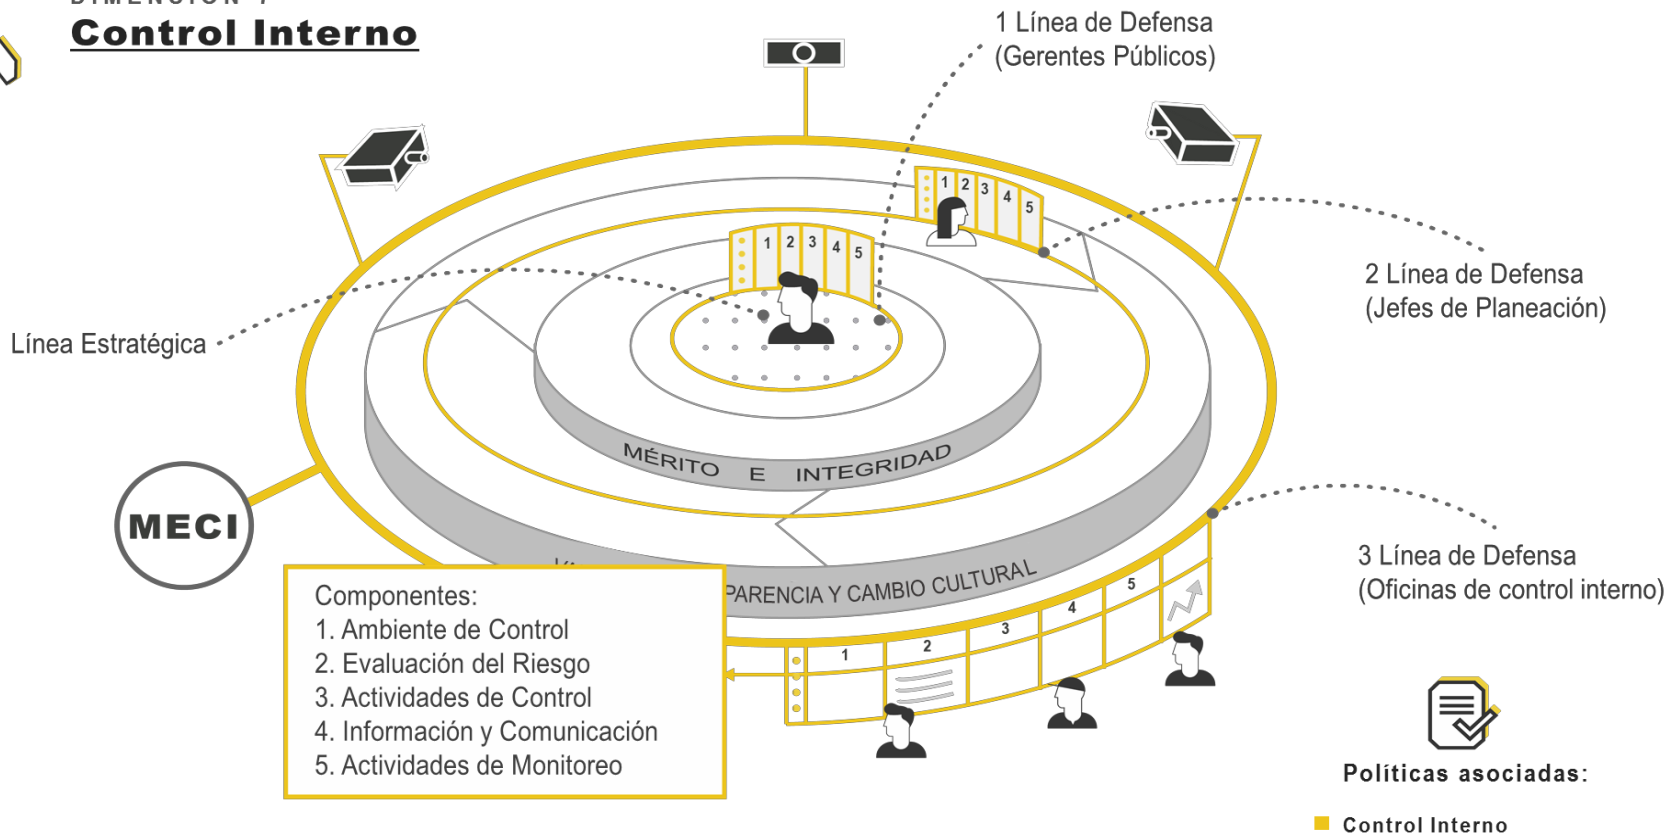 DIMENSIÓN 7
Control Interno
1 Línea de Defensa
(Gerentes Públicos)
1 2 3 4 5
1 2 3 4 5
2 Línea de Defensa
(Jefes de Planeación)
Línea Estratégica
MÉRITO E INTEGRIDAD
MECI
PARENCIA Y CAMBIO CULTURAL
3 Línea de Defensa
(Oficinas de control interno)
1 2 3 4 5
Componentes:
1. Ambiente de Control
2. Evaluación del Riesgo
3. Actividades de Control
4. Información y Comunicación
5. Actividades de Monitoreo
Políticas asociadas:
Control Interno